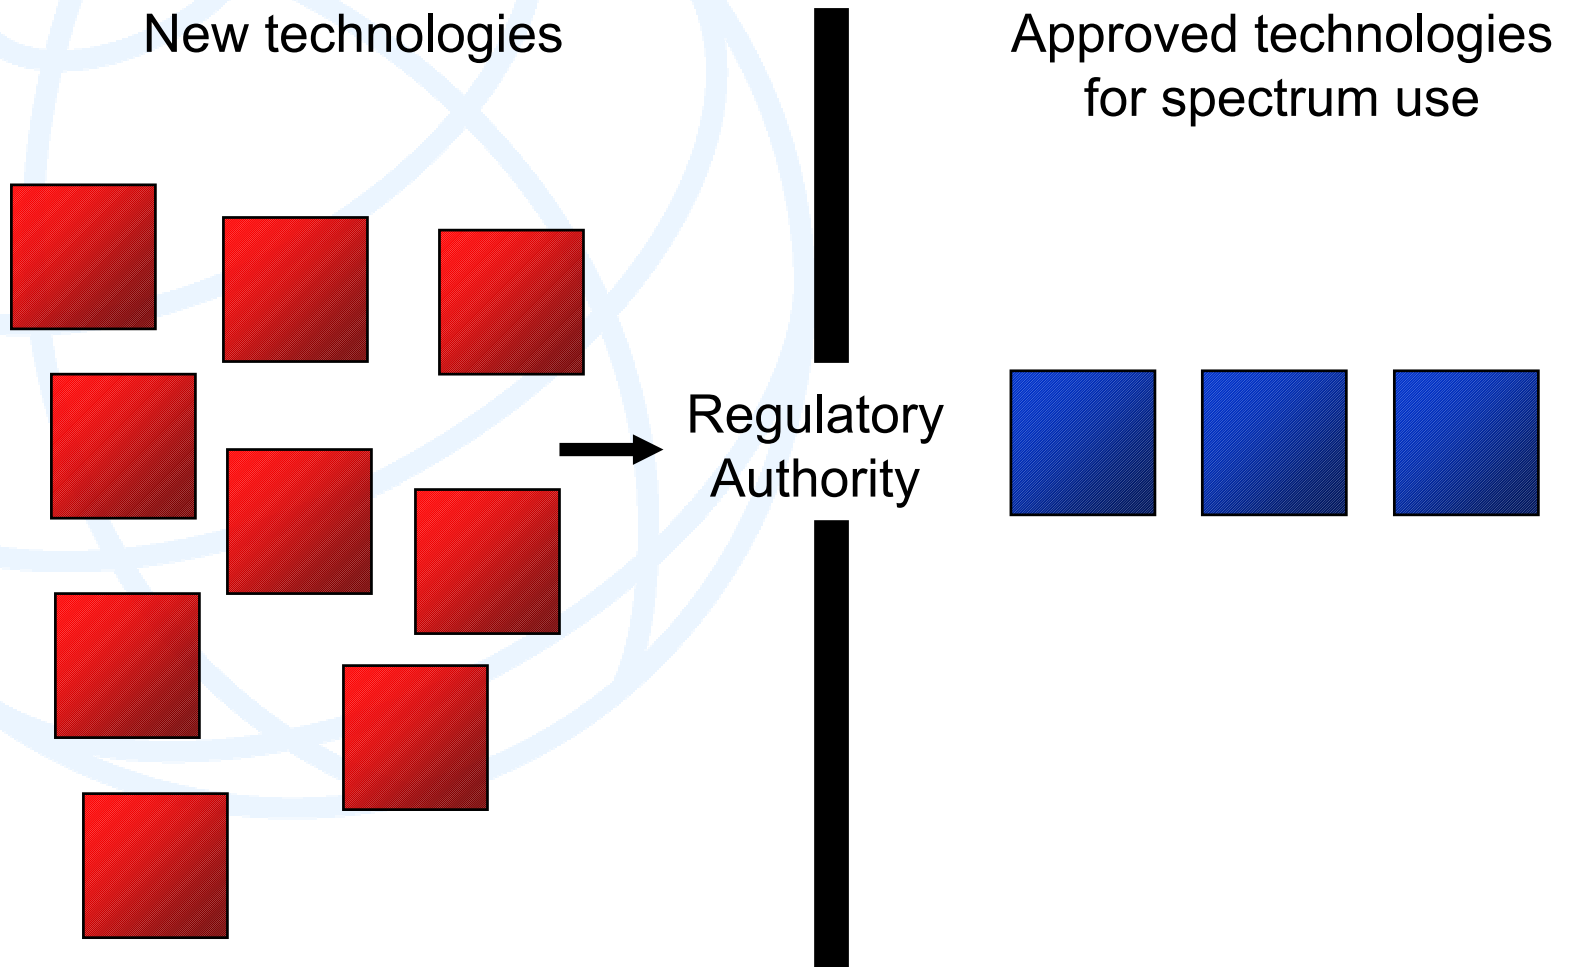 New technologies
Approved technologies
for spectrum use
Regulatory
Authority